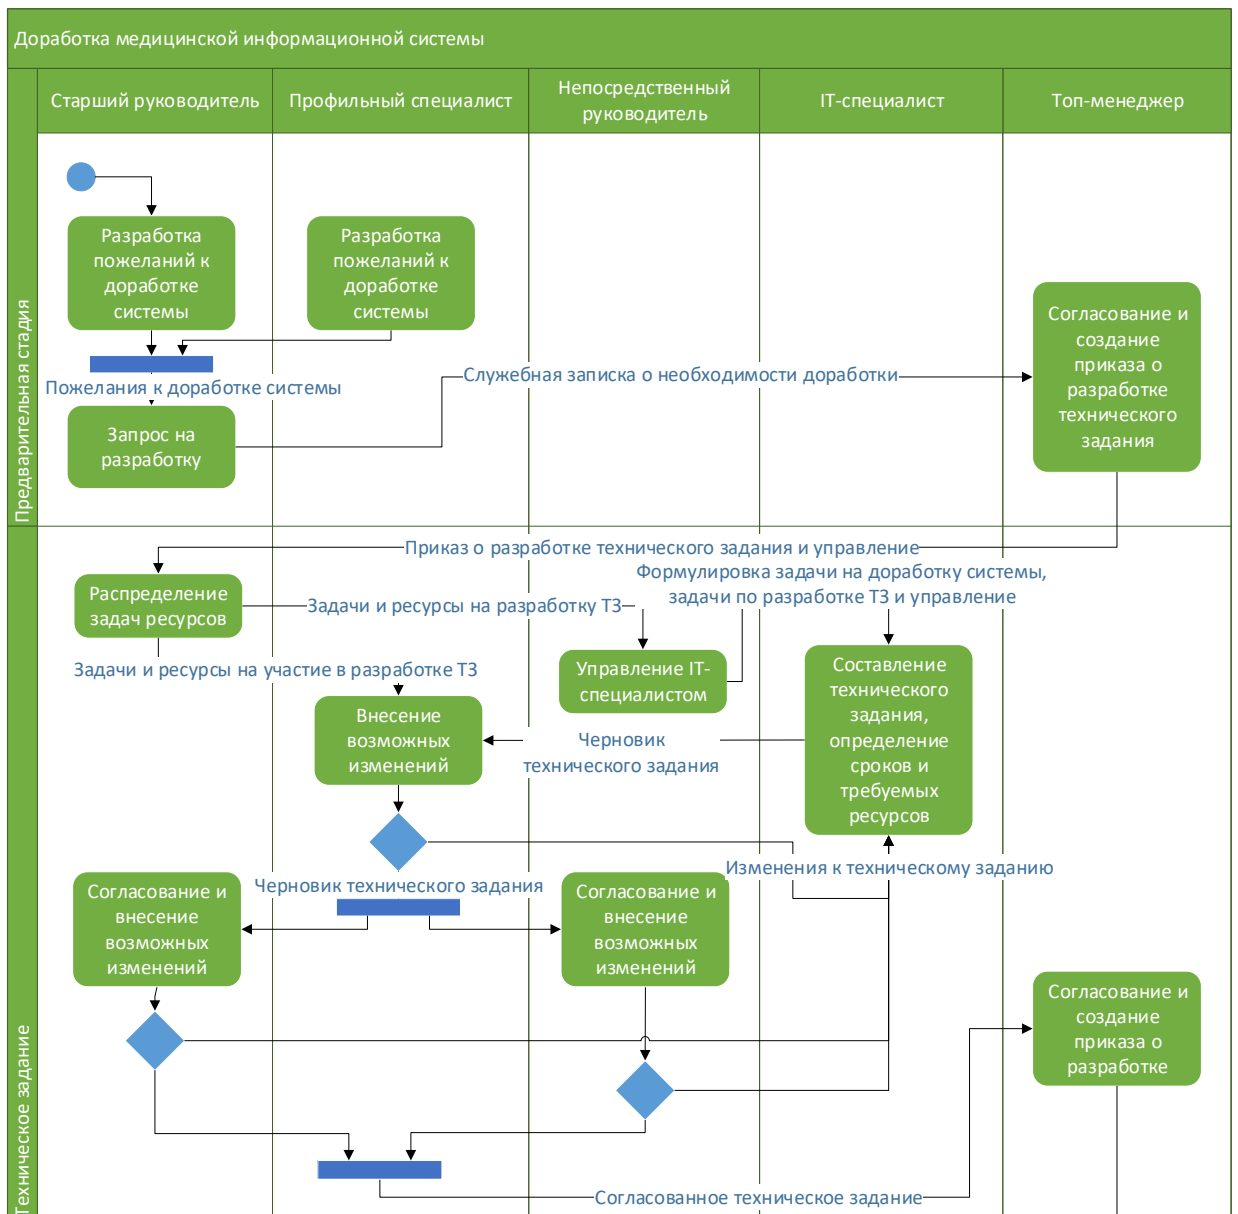 Доработка медицинской информационной системы
Старший руководитель
Профильный специалист
Непосредственный
руководитель
IT-специалист
Топ-менеджер
Предварительная стадия
Разработка
пожеланий к
доработке
системы
Разработка
пожеланий к
доработке
системы
Пожелания к доработке системы
Запрос на
разработку
Служебная записка о необходимости доработки
Согласование и
создание
приказа о
разработке
технического
задания
Техническое задание
Приказ о разработке технического задания и управление
Распределение
задач ресурсов
Задачи и ресурсы на разработку ТЗ
Формулировка задачи на доработку системы,
задачи по разработке ТЗ и управление
Задачи и ресурсы на участие в разработке ТЗ
Управление IT-
специалистом
Составление
технического
задания,
определение
сроков и
требуемых
ресурсов
Внесение
возможных
изменений
Черновик
технического задания
Изменения к техническому заданию
Черновик технического задания
Согласование и
внесение
возможных
изменений
Согласование и
внесение
возможных
изменений
Согласование и
создание
приказа о
разработке
Согласованное техническое задание